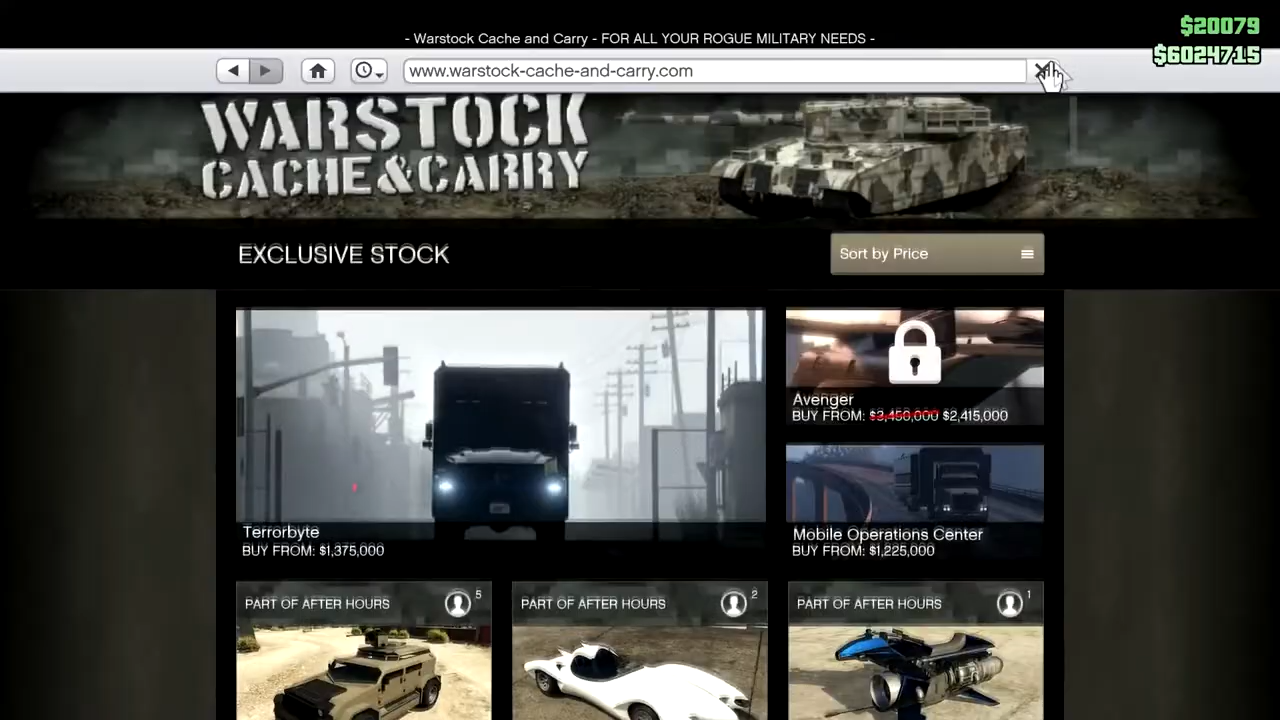 - Warstock Cache and Carry - FOR ALL YOUR ROGUE MILITARY NEEDS -
$20079
$6024715
www.warstock-cache-and-carry.com
WARSTOCK
CACHE&CARRY
EXCLUSIVE STOCK
Sort by Price
Terrorbyte
BUY FROM: $1,375,000
Avenger
BUY FROM: $3,450,000 $2,415,000
Mobile Operations Center
BUY FROM: $1,225,000
PART OF AFTER HOURS 5
PART OF AFTER HOURS 2
PART OF AFTER HOURS 1